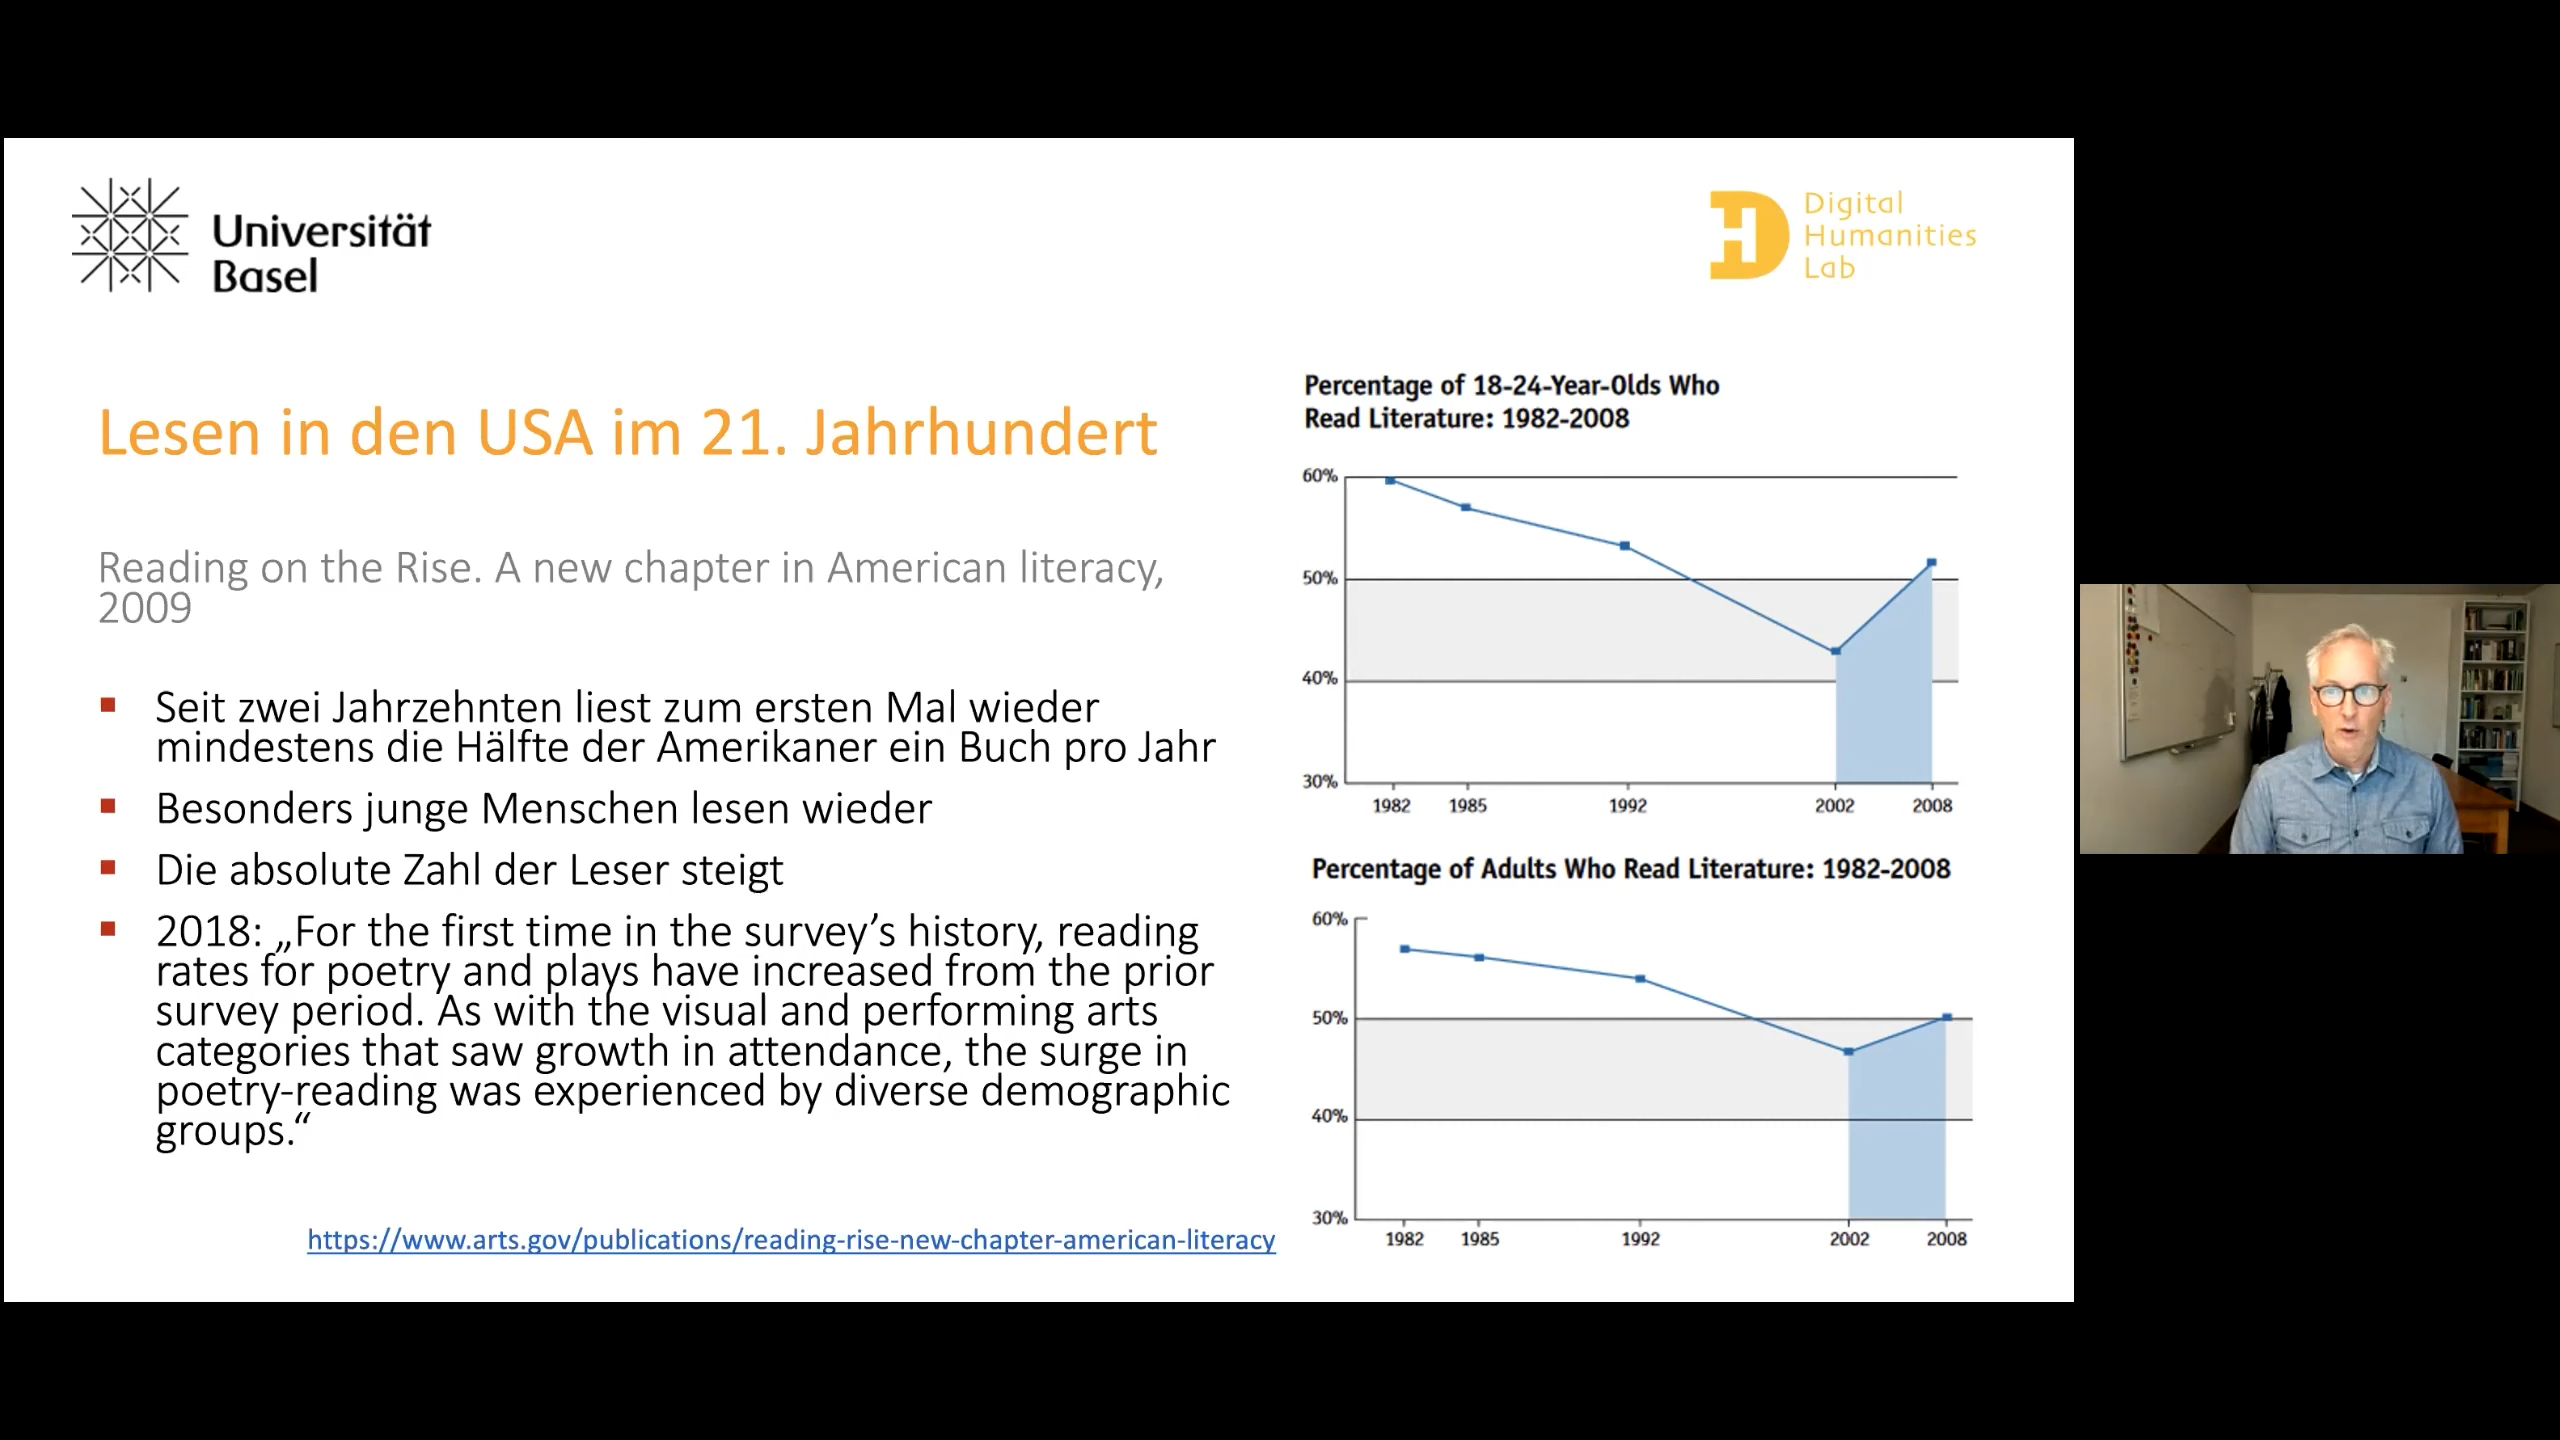 Universität
Basel
Digital
Humanities
Lab
Lesen in den USA im 21. Jahrhundert
Reading on the Rise. A new chapter in American literacy,
2009
Seit zwei Jahrzehnten liest zum ersten Mal wieder
mindestens die Hälfte der Amerikaner ein Buch pro Jahr
Besonders junge Menschen lesen wieder
Die absolute Zahl der Leser steigt
2018: „For the first time in the survey’s history, reading
rates for poetry and plays have increased from the prior
survey period. As with the visual and performing arts
categories that saw growth in attendance, the surge in
poetry-reading was experienced by diverse demographic
groups.“
https://www.arts.gov/publications/reading-rise-new-chapter-american-literacy
Percentage of 18-24-Year-Olds Who
Read Literature: 1982-2008
60%
50%
40%
30%
1982 1985 1992 2002 2008
Percentage of Adults Who Read Literature: 1982-2008
60%
50%
40%
30%
1982 1985 1992 2002 2008